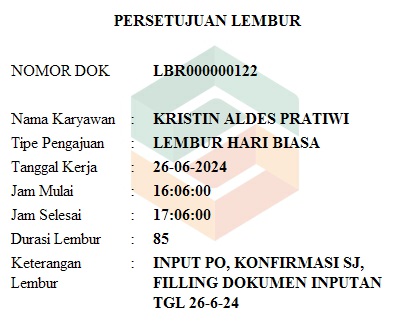 PERSETUJUAN LEMBUR
NOMOR DOK LBR000000122
Nama Karyawan : KRISTIN ALDES PRATIWI
Tipe Pengajuan : LEMBUR HARI BIASA
Tanggal Kerja : 26-06-2024
Jam Mulai : 16:06:00
Jam Selesai : 17:06:00
Durasi Lembur : 85
Keterangan : INPUT PO, KONFIRMASI SJ,
Lembur FILLING DOKUMEN INPUTAN
TGL 26-6-24